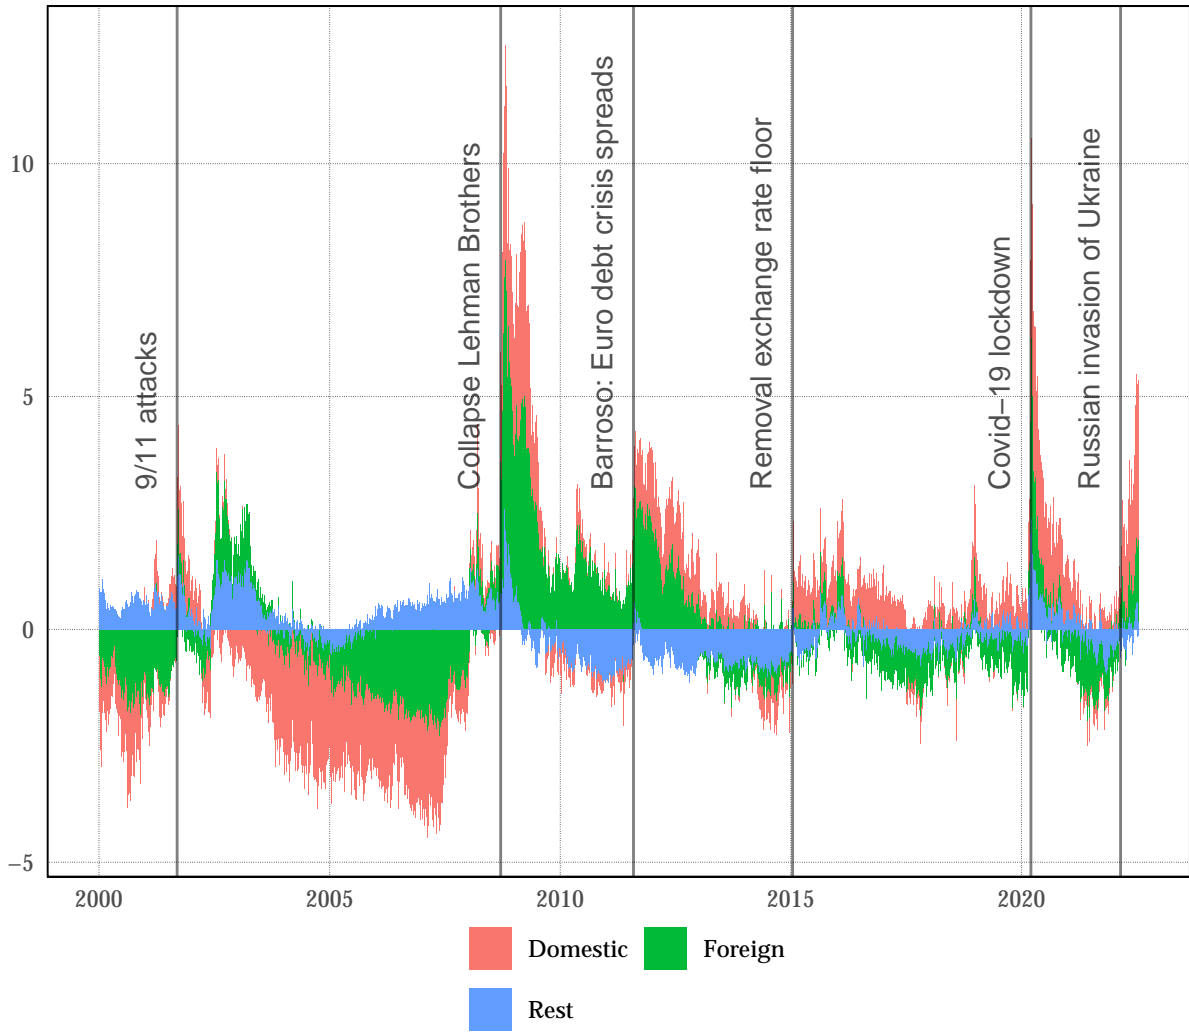 10
5
0
−5
9/11 attacks
Collapse Lehman Brothers
Barroso: Euro debt crisis spreads
Removal exchange rate floor
Covid−19 lockdown
Russian invasion of Ukraine
2000
2005
2010
2015
2020
Domestic
Foreign
Rest